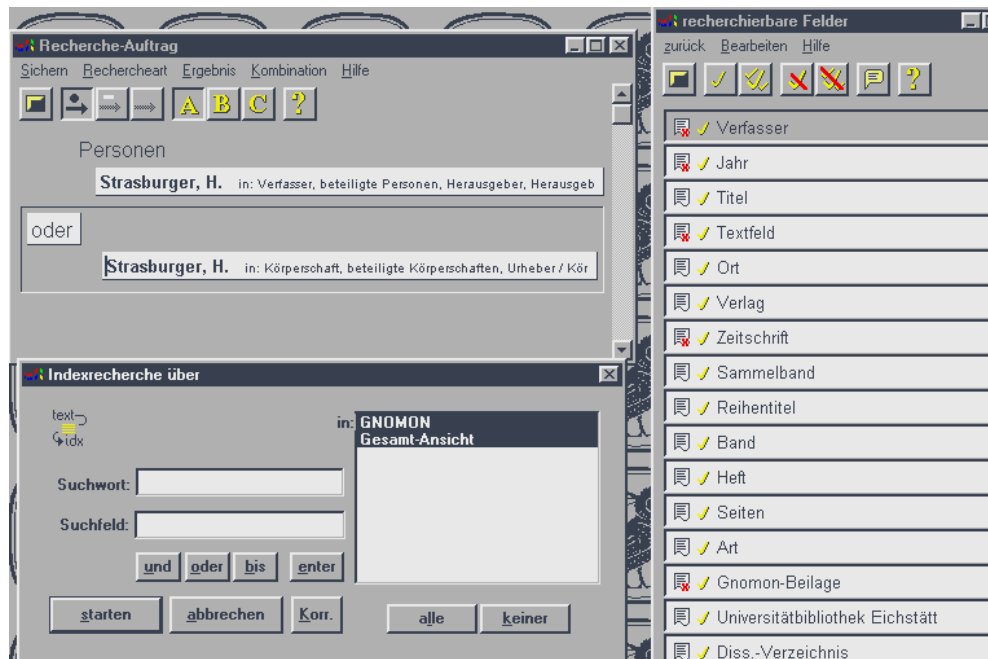 Recherche-Auftrag
Sichern Rechercheart Ergebnis Kombination Hilfe
A B C ?
Personen
Strasburger, H. in: Verfasser, beteiligte Personen, Herausgeber, Herausgeb
oder
Strasburger, H. in: Körperschaft, beteiligte Körperschaften, Urheber / Kör
Indexrecherche über
text
idx
in: GNOMON
Gesamt-Ansicht
Suchwort:
Suchfeld:
und oder bis enter
starten abbrechen Korr. alle keiner
recherchierbare Felder
zurück Bearbeiten Hilfe
?
Verfasser
Jahr
Titel
Textfeld
Ort
Verlag
Zeitschrift
Sammelband
Reihentitel
Band
Heft
Seiten
Art
Gnomon-Beilage
Universitätbibliothek Eichstätt
Diss.-Verzeichnis